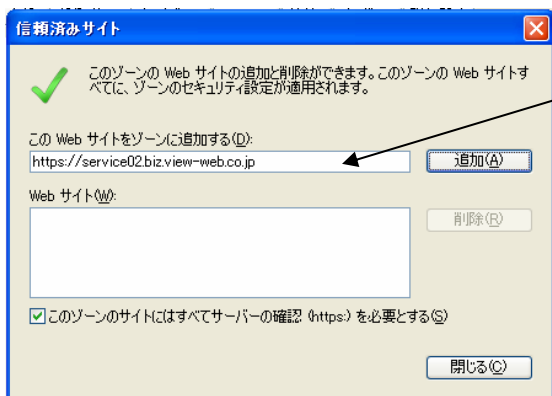 信頼済みサイト
このゾーンの Web サイトの追加と削除ができます。このゾーンの Web サイトす
べてに、ゾーンのセキュリティ設定が適用されます。
この Web サイトをゾーンに追加する(D):
https://service02.biz.view-web.co.jp
追加(A)
Web サイト(W):
削除(R)
このゾーンのサイトにはすべてサーバーの確認 (https:) を必要とする(S)
閉じる(C)